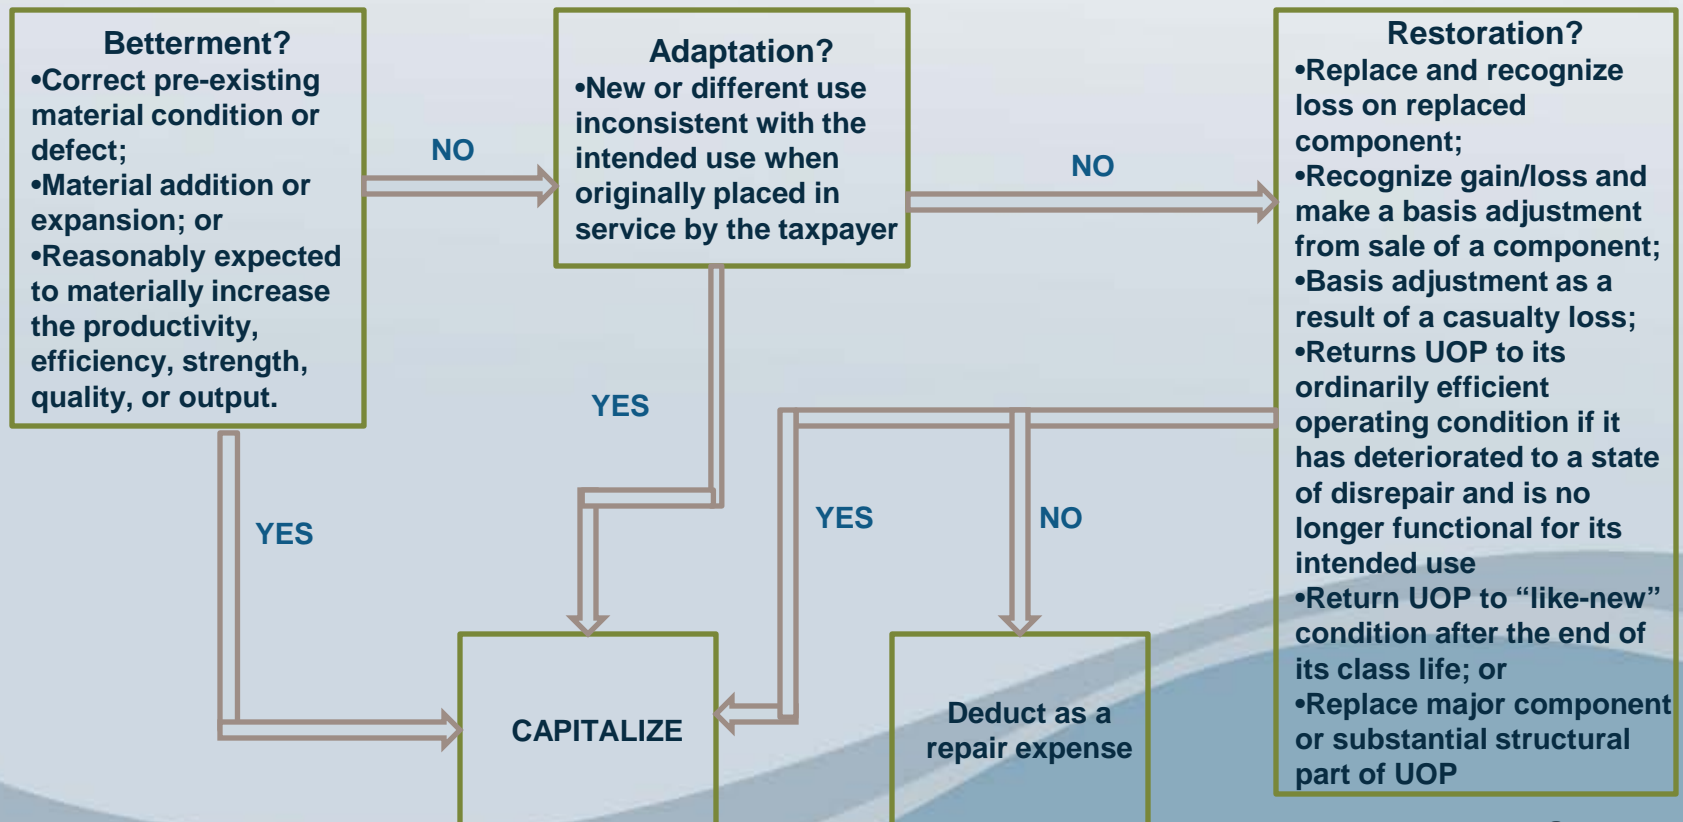 Betterment?
•Correct pre-existing
material condition or
defect;
•Material addition or
expansion; or
•Reasonably expected
to materially increase
the productivity,
efficiency, strength,
quality, or output.
NO
Adaptation?
•New or different use
inconsistent with the
intended use when
originally placed in
service by the taxpayer
NO
Restoration?
•Replace and recognize
loss on replaced
component;
•Recognize gain/loss and
make a basis adjustment
from sale of a component;
•Basis adjustment as a
result of a casualty loss;
•Returns UOP to its
ordinarily efficient
operating condition if it
has deteriorated to a state
of disrepair and is no
longer functional for its
intended use
•Return UOP to “like-new”
condition after the end of
its class life; or
•Replace major component
or substantial structural
part of UOP
YES
YES
YES
NO
CAPITALIZE
Deduct as a
repair expense